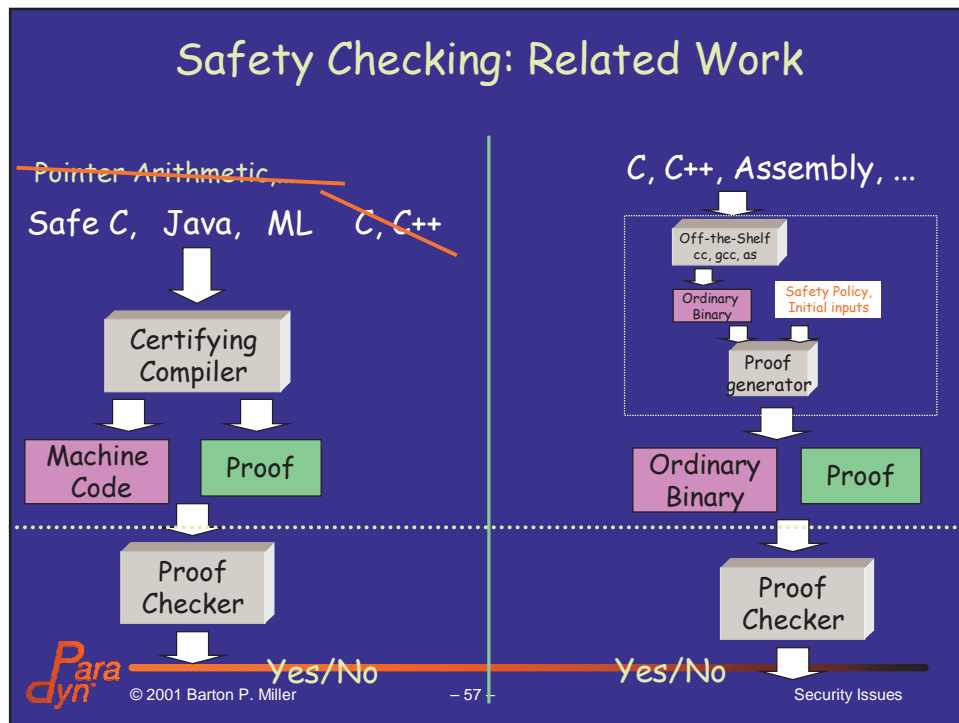 Safety Checking: Related Work
Pointer Arithmetic,…
Safe C, Java, ML C, C++
Certifying
Compiler
Machine
Code
Proof
Proof
Checker
Yes/No
C, C++, Assembly, ...
Off-the-Shelf
cc, gcc, as
Ordinary
Binary
Safety Policy,
Initial inputs
Proof
generator
Ordinary
Binary
Proof
Proof
Checker
Yes/No
Paradyn™
© 2001 Barton P. Miller
– 57 –
Security Issues